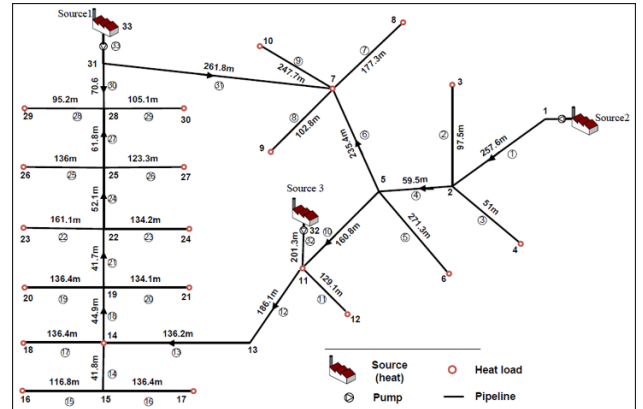 Source1
33
㉝
31
70.6
㉚
261.8m
㉛
95.2m
105.1m
29
㉘
28
㉙
30
61.8m
㉗
136m
123.3m
26
㉕
25
㉖
27
52.1m
㉔
161.1m
134.2m
23
㉒
22
㉓
24
41.7m
㉑
136.4m
134.1m
20
⑲
19
⑳
21
44.9m
⑱
136.4m
14
136.2m
18
⑰
⑬
13
41.8m
⑭
116.8m
136.4m
16
⑮
15
⑯
17
10
⑨
247.7m
8
⑦
177.3m
7
⑧
102.8m
9
⑥
235.4m
3
②
97.5m
1
Source2
257.6m
①
5
59.5m
④
2
51m
③
4
271.3m
⑤
6
Source 3
32
㉜
201.3m
⑩
160.8m
11
129.1m
⑪
12
186.1m
⑫
Source
(heat)
Heat load
Pump
Pipeline